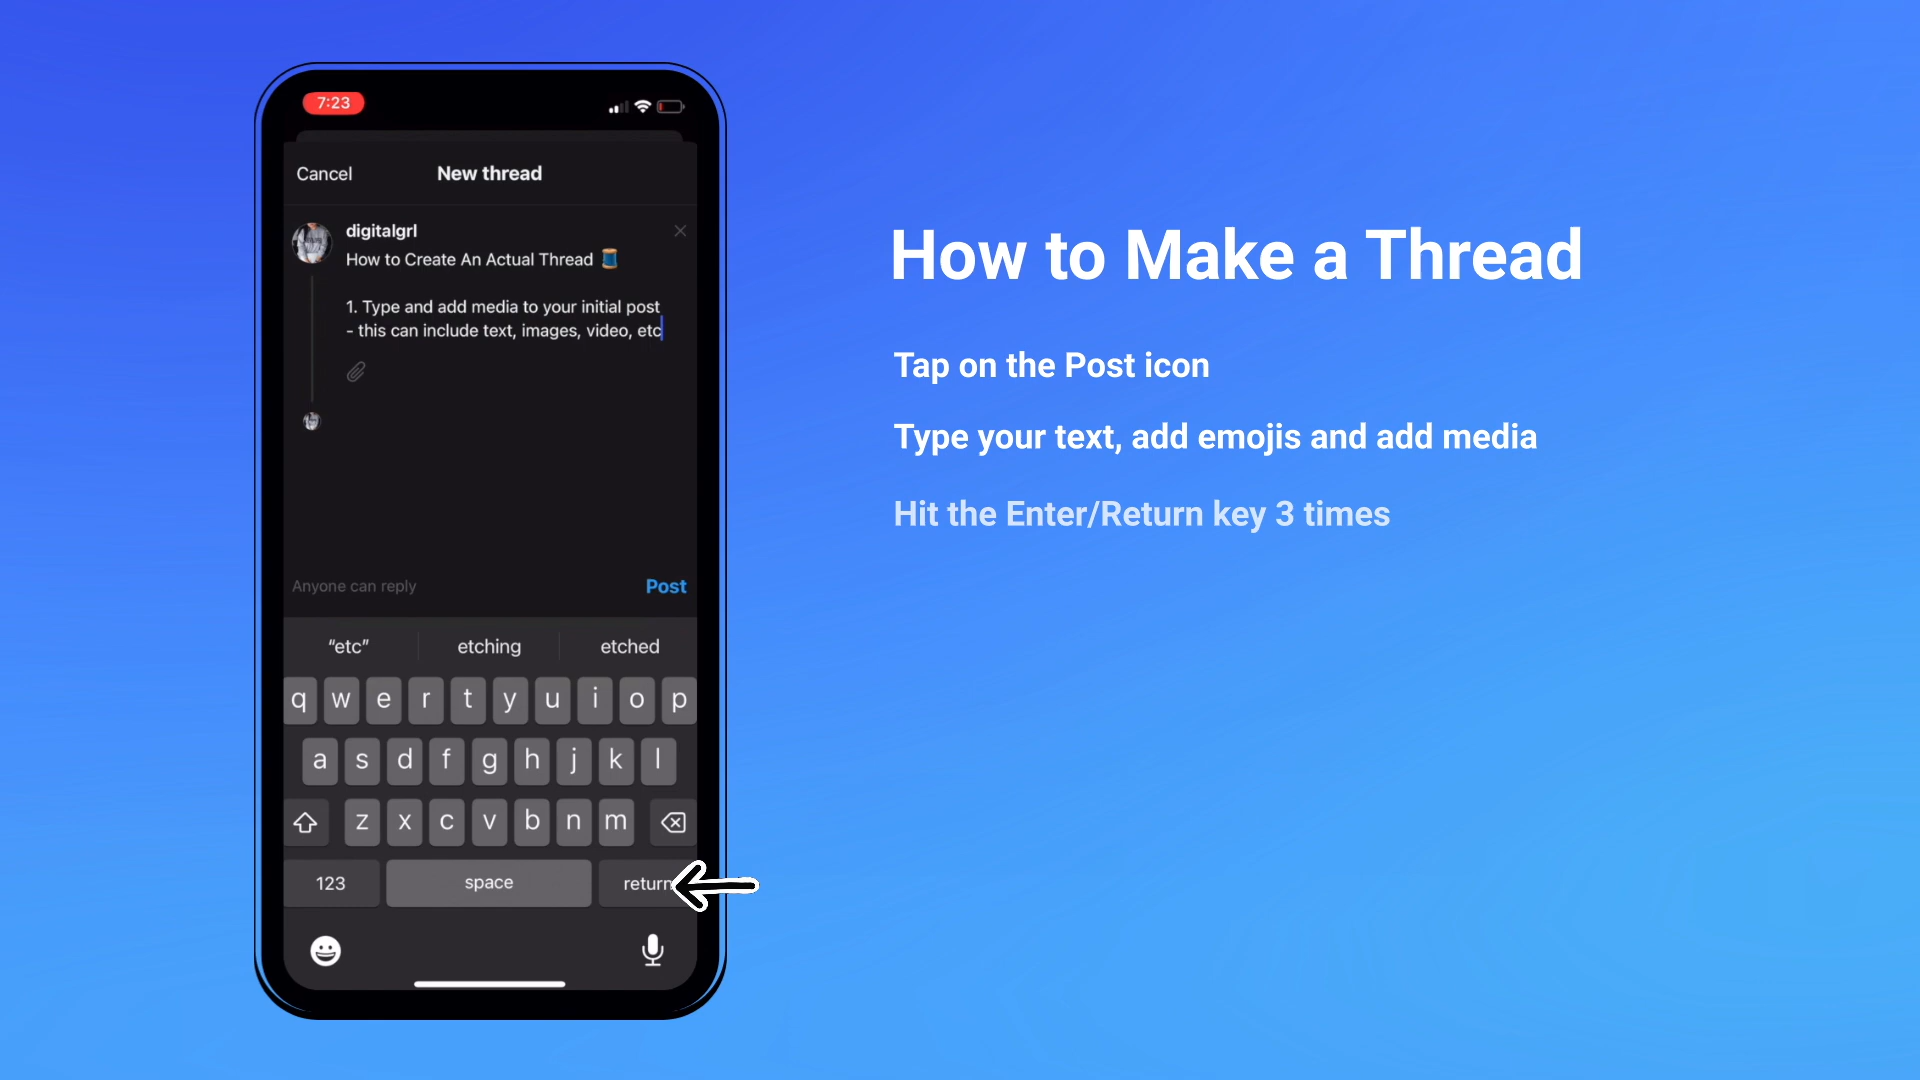 7:23
Cancel
New thread
digitalgrl
How to Create An Actual Thread 🧵
1. Type and add media to your initial post
- this can include text, images, video, etc
Anyone can reply
Post
“etc”
etching
etched
q w e r t y u i o p
a s d f g h j k l
z x c v b n m
123
space
return
How to Make a Thread
Tap on the Post icon
Type your text, add emojis and add media
Hit the Enter/Return key 3 times